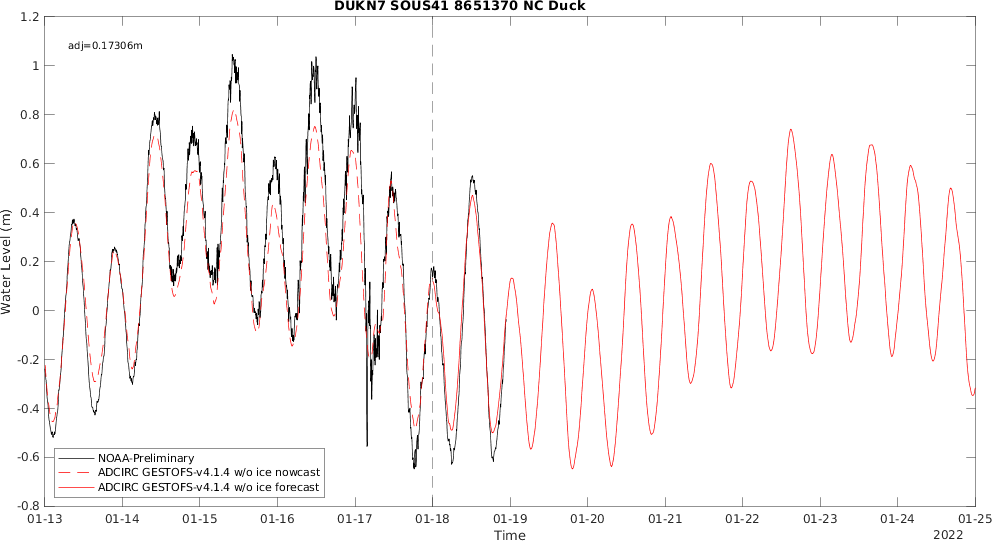 DUKN7 SOUS41 8651370 NC Duck
adj=0.17306m
1.2
1
0.8
0.6
0.4
0.2
0
-0.2
-0.4
-0.6
-0.8
Water Level (m)
NOAA-Preliminary
ADCIRC GESTOFS-v4.1.4 w/o ice nowcast
ADCIRC GESTOFS-v4.1.4 w/o ice forecast
01-13 01-14 01-15 01-16 01-17 01-18 01-19 01-20 01-21 01-22 01-23 01-24 01-25
Time
2022